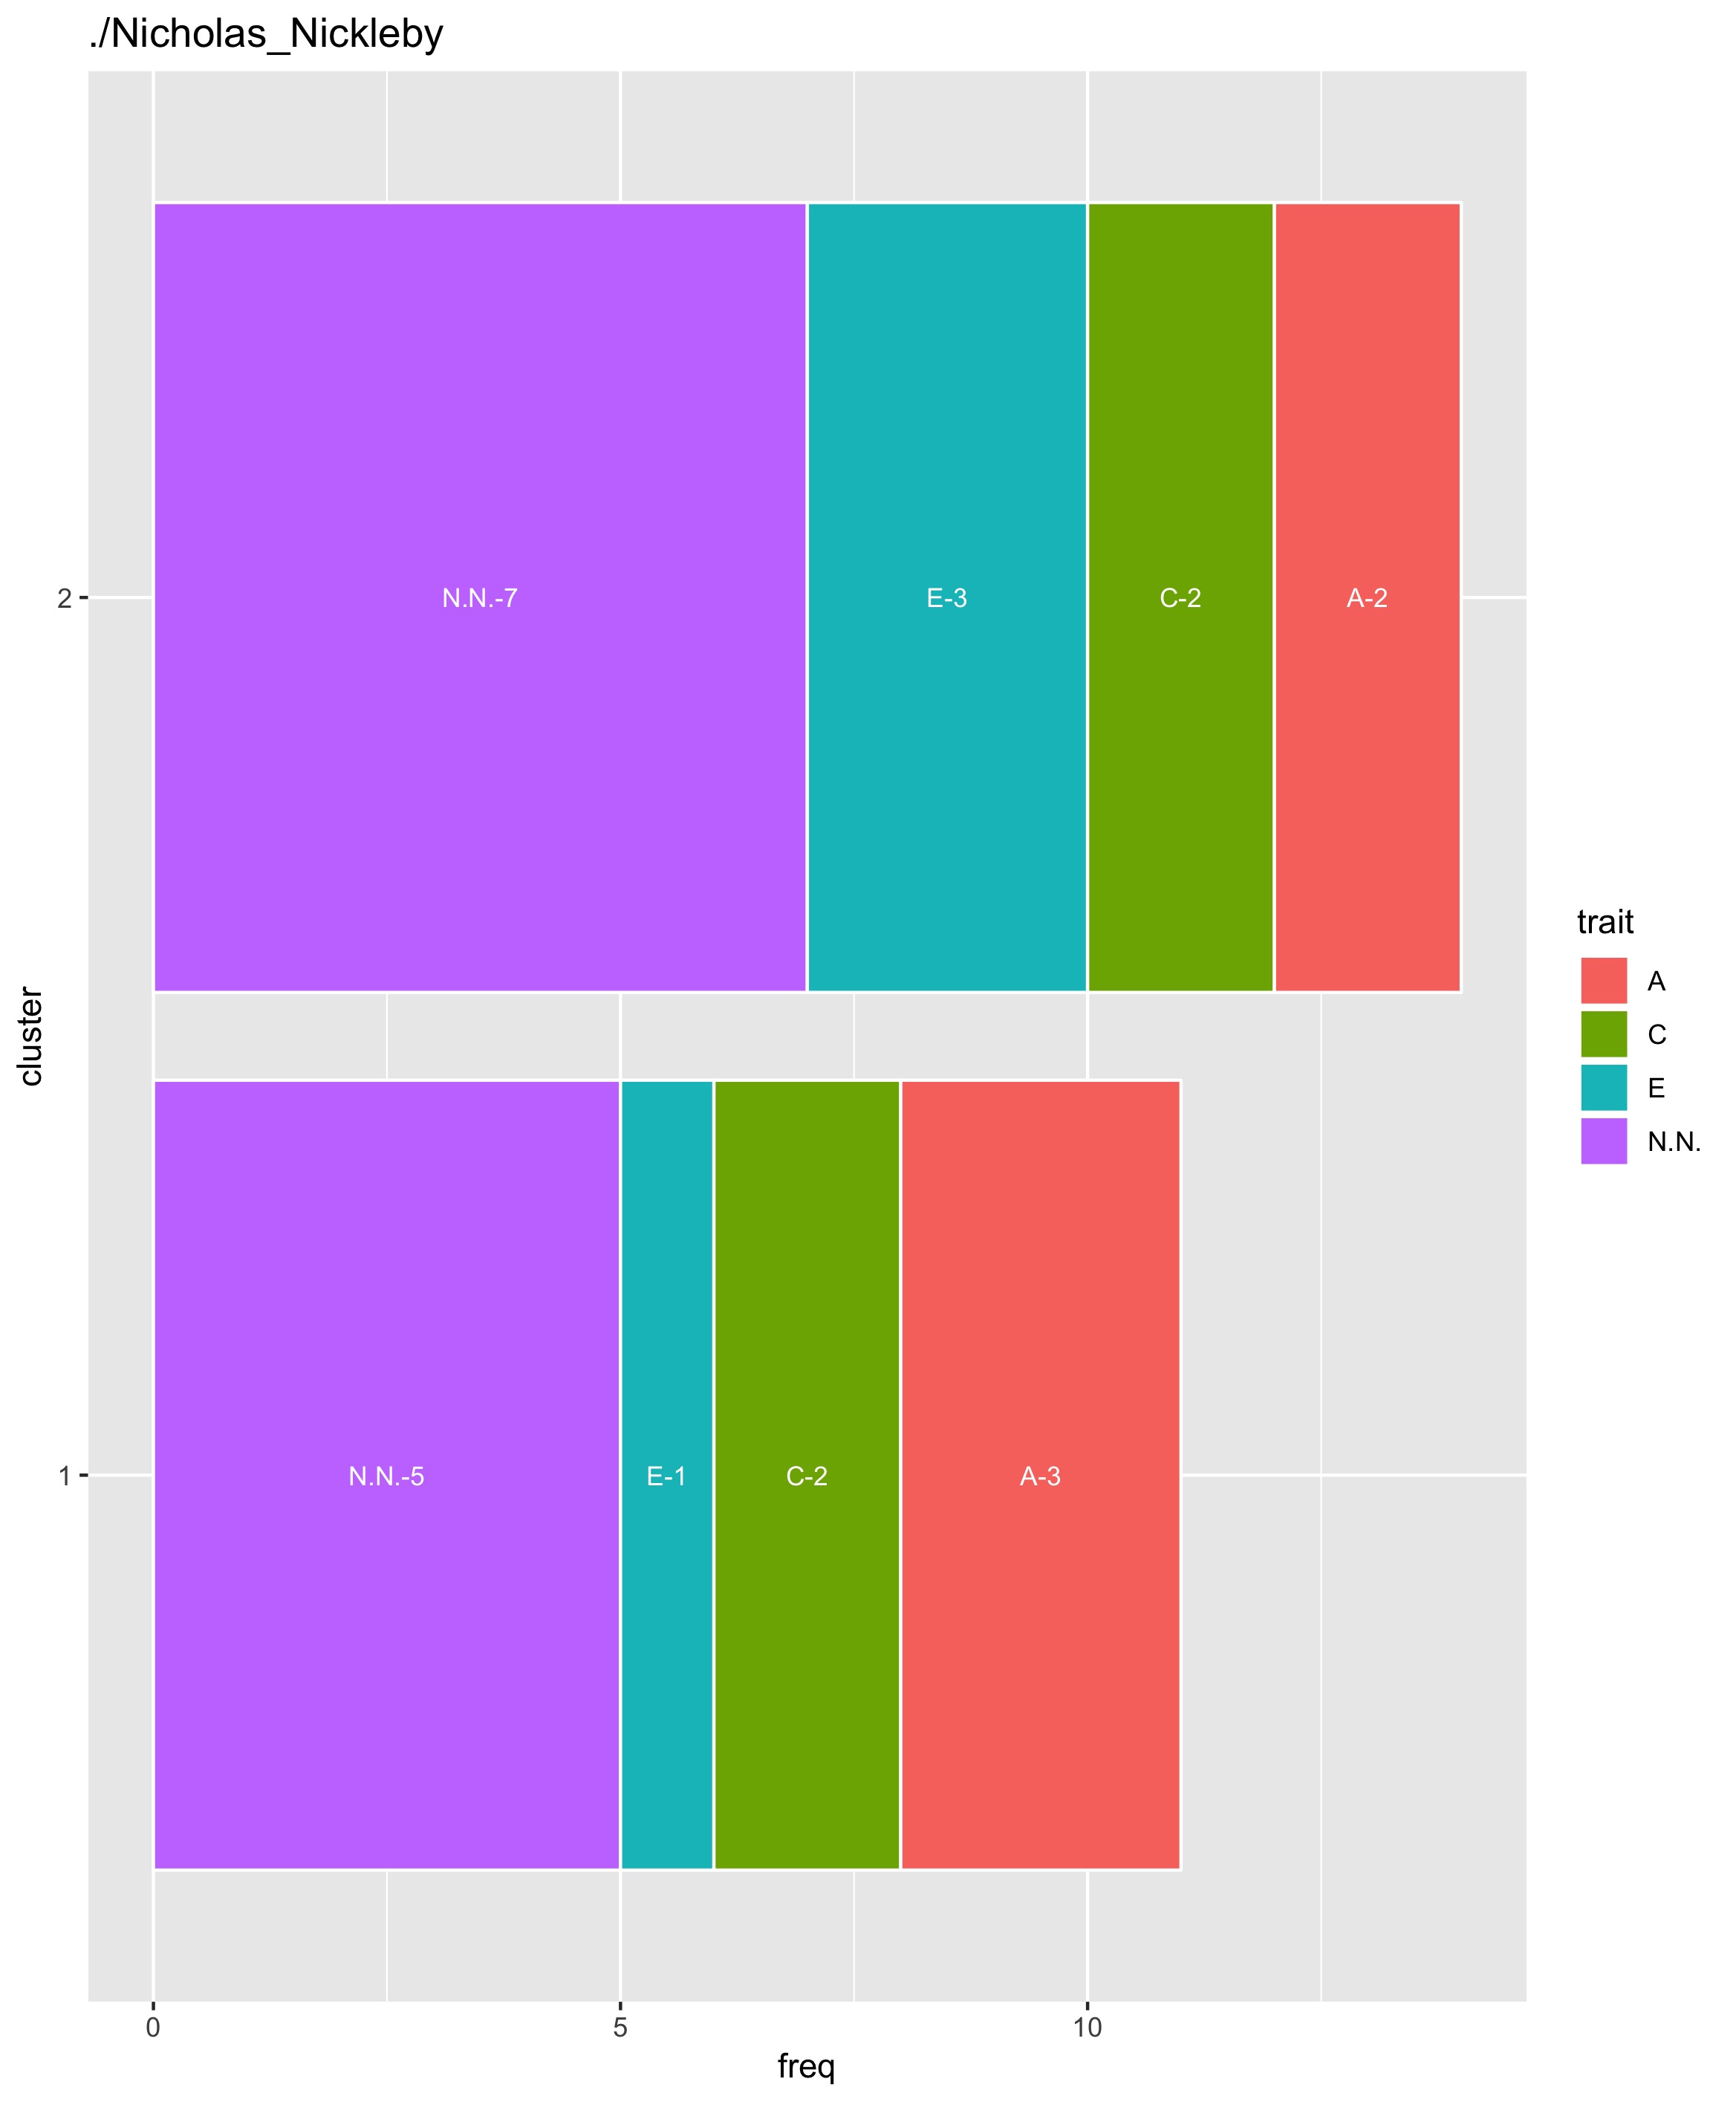 ./Nicholas_Nickleby
cluster
2
N.N.-7
E-3
C-2
A-2
1
N.N.-5
E-1
C-2
A-3
0
5
10
freq
trait
A
C
E
N.N.